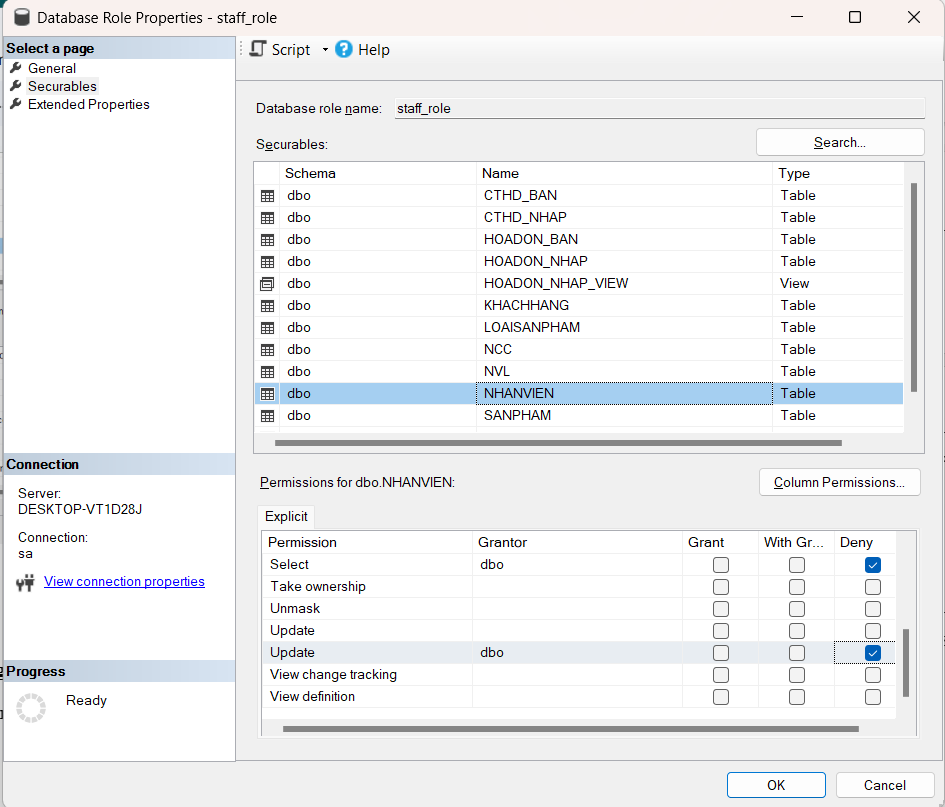 Database Role Properties - staff_role
Select a page
General
Securables
Extended Properties
Script
Help
Database role name: staff_role
Securables:
Search...
Schema Name Type
dbo CTHD_BAN Table
dbo CTHD_NHAP Table
dbo HOADON_BAN Table
dbo HOADON_NHAP Table
dbo HOADON_NHAP_VIEW View
dbo KHACHHANG Table
dbo LOAISANPHAM Table
dbo NCC Table
dbo NVL Table
dbo NHANVIEN Table
dbo SANPHAM Table
Connection
Server:
DESKTOP-VT1D28J
Connection:
sa
View connection properties
Progress
Ready
Permissions for dbo.NHANVIEN:
Column Permissions...
Explicit
Permission Grantor Grant With Gr... Deny
Select dbo
Take ownership
Unmask
Update
Update dbo
View change tracking
View definition
OK
Cancel